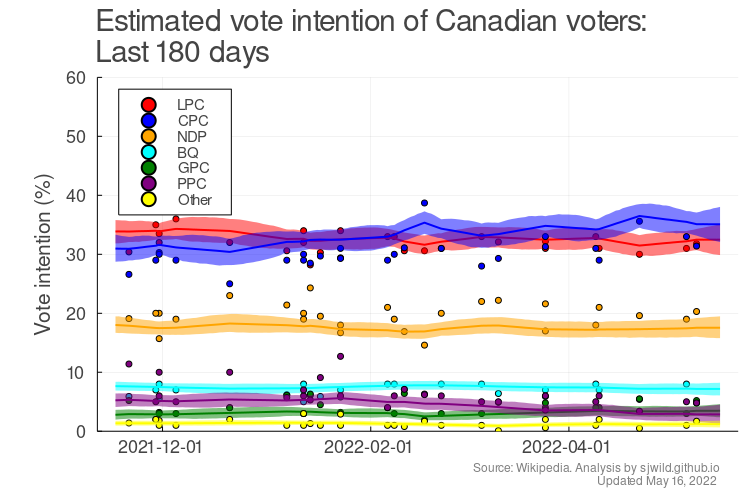 Estimated vote intention of Canadian voters:
Last 180 days
Vote intention (%)
60
50
40
30
20
10
0
LPC
CPC
NDP
BQ
GPC
PPC
Other
2021-12-01
2022-02-01
2022-04-01
Source: Wikipedia. Analysis by sjwild.github.io
Updated May 16, 2022